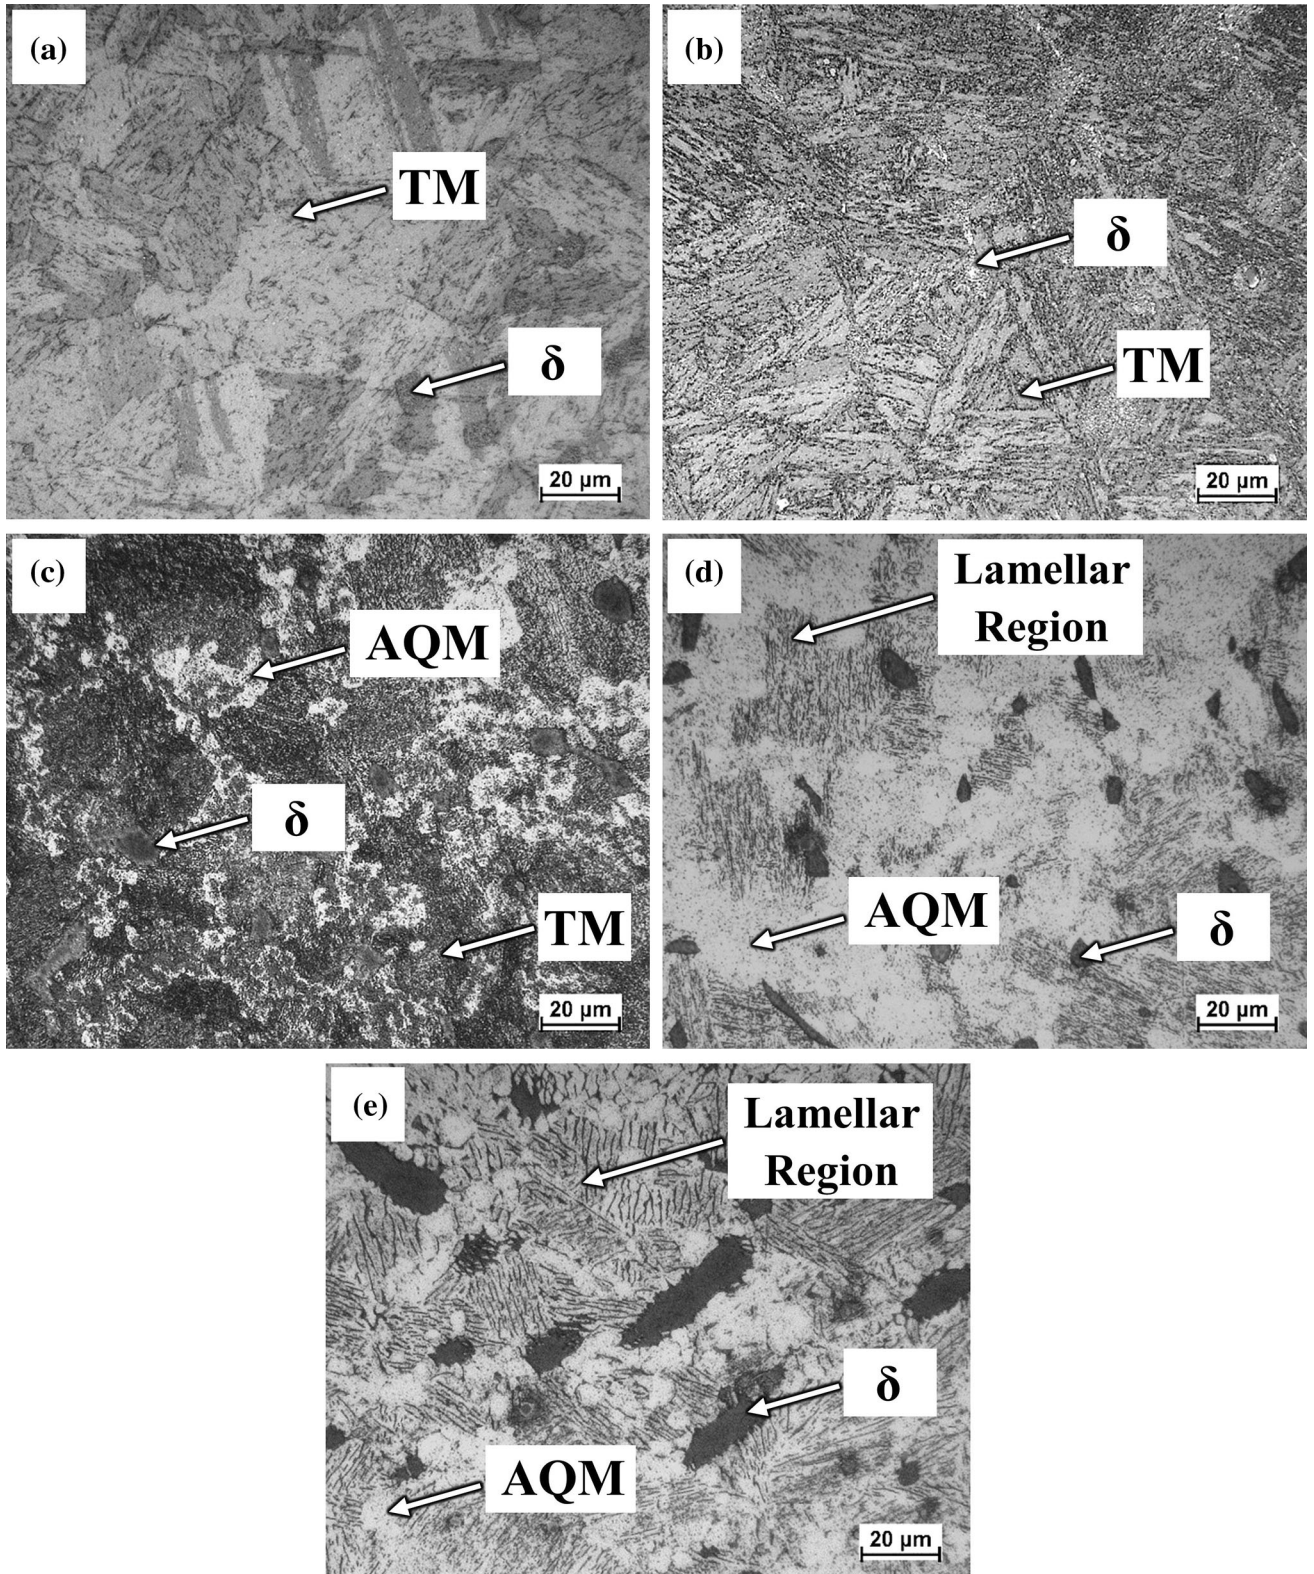 (a)
TM
δ
20 µm
(b)
δ
TM
20 µm
(c)
AQM
δ
TM
20 µm
(d)
Lamellar
Region
AQM
δ
20 µm
(e)
Lamellar
Region
δ
AQM
20 µm